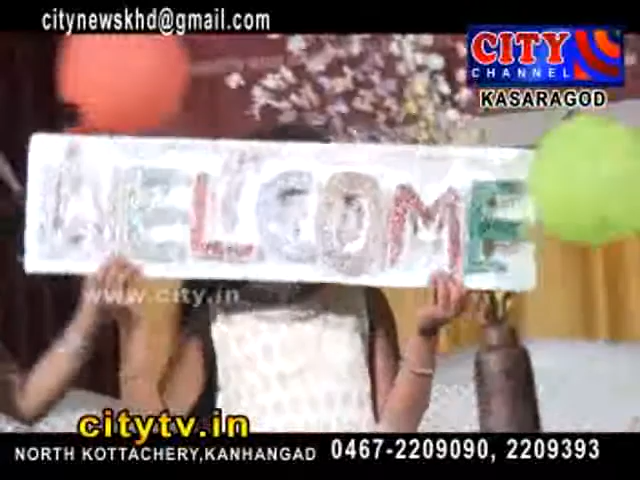 citynewskhd@gmail.com
CITY
CHANNEL
KASARAGOD
WELCOME
www.city.in
citytv.in
NORTH KOTTACHERY,KANHANGAD 0467-2209090, 2209393